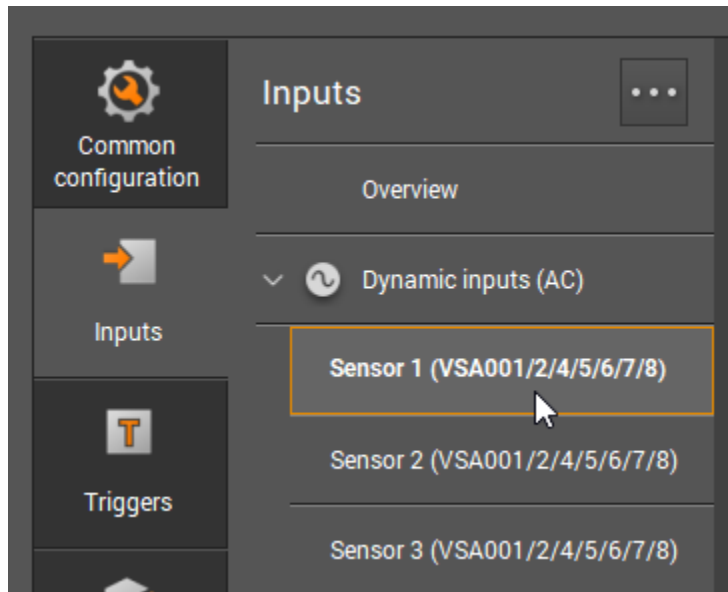 Common
configuration
Inputs
Triggers
Inputs
Overview
Dynamic inputs (AC)
Sensor 1 (VSA001/2/4/5/6/7/8)
Sensor 2 (VSA001/2/4/5/6/7/8)
Sensor 3 (VSA001/2/4/5/6/7/8)